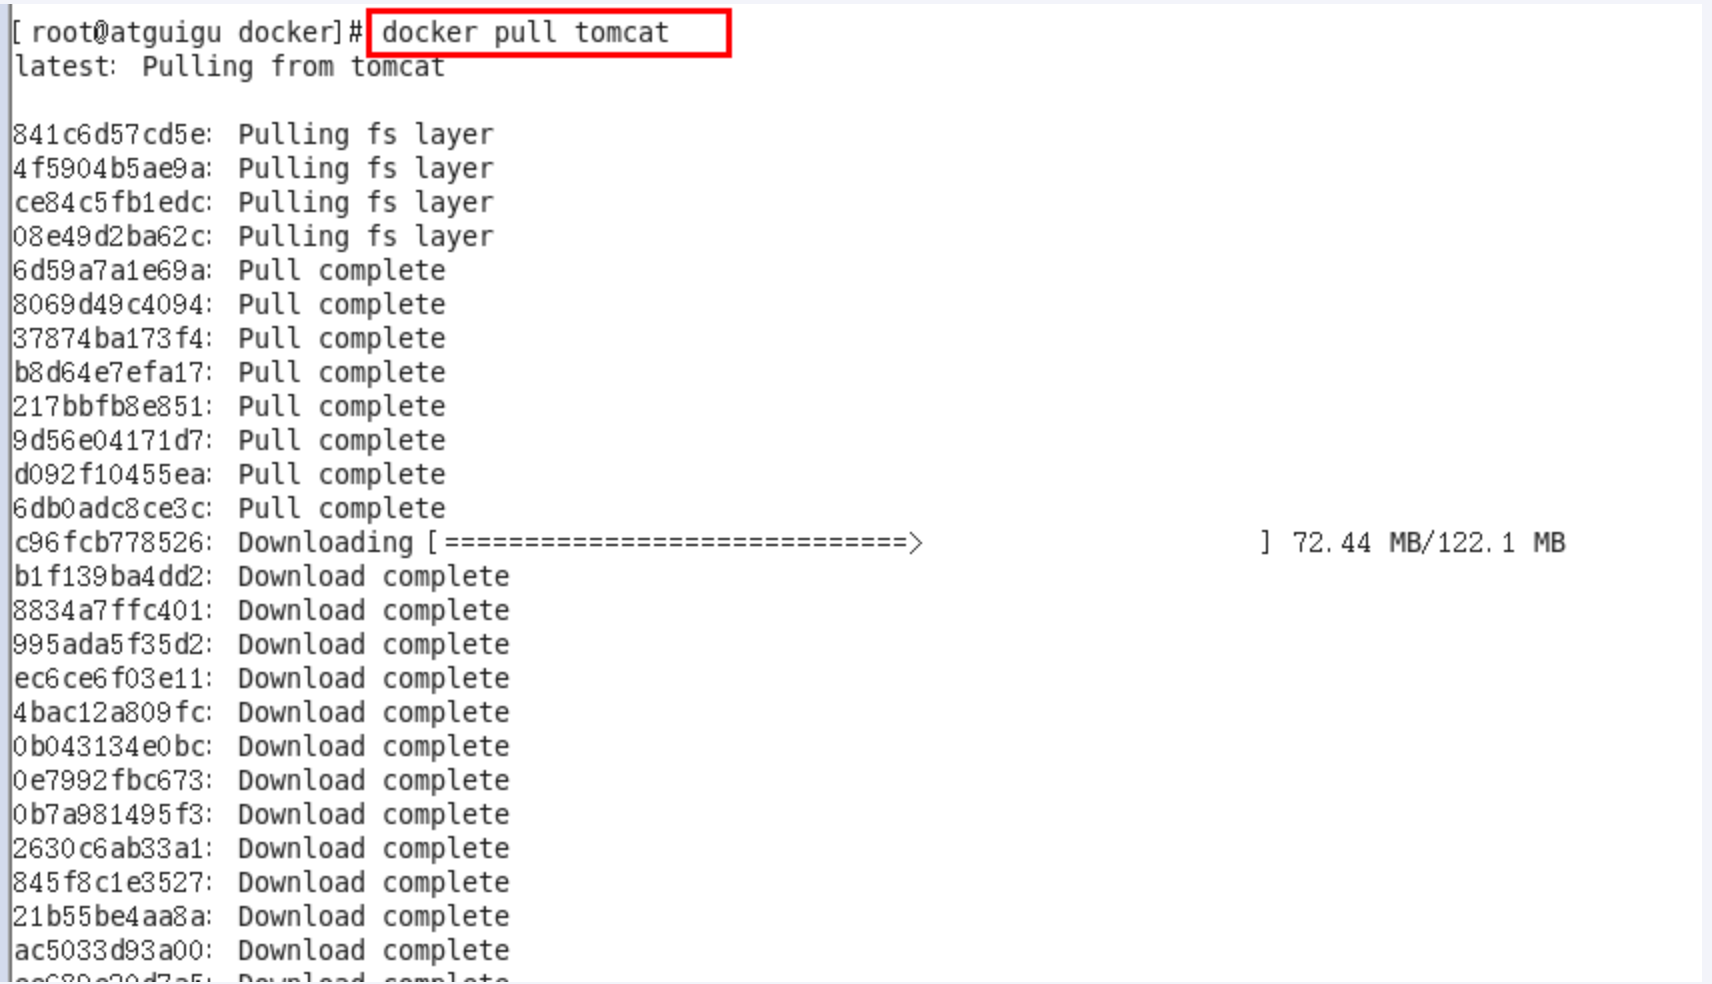 [root@atguigu docker]# docker pull tomcat
latest: Pulling from tomcat
841c6d57cd5e: Pulling fs layer
4f5904b5ae9a: Pulling fs layer
ce84c5fb1edc: Pulling fs layer
08e49d2ba62c: Pulling fs layer
6d59a7a1e69a: Pull complete
8069d49c4094: Pull complete
37874ba173f4: Pull complete
b8d64e7efa17: Pull complete
217bbfb8e851: Pull complete
9d56e04171d7: Pull complete
d092f10455ea: Pull complete
6db0adc8ce3c: Pull complete
c96fcb778526: Downloading [=============================>                     ] 72.44 MB/122.1 MB
b1f139ba4dd2: Download complete
8834a7ffc401: Download complete
995ada5f35d2: Download complete
ec6ce6f03e11: Download complete
4bac12a809fc: Download complete
0b043134e0bc: Download complete
0e7992fbc673: Download complete
0b7a981495f3: Download complete
2630c6ab33a1: Download complete
845f8c1e3527: Download complete
21b55be4aa8a: Download complete
ac5033d93a00: Download complete
Download complete